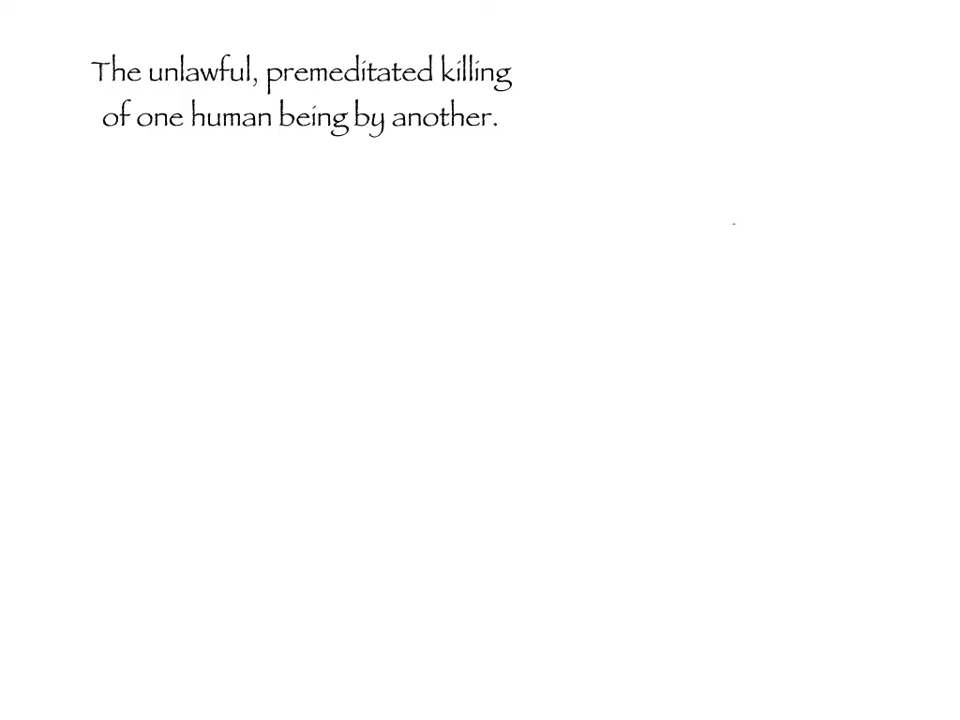 The unlawful, premeditated killing
of one human being by another.